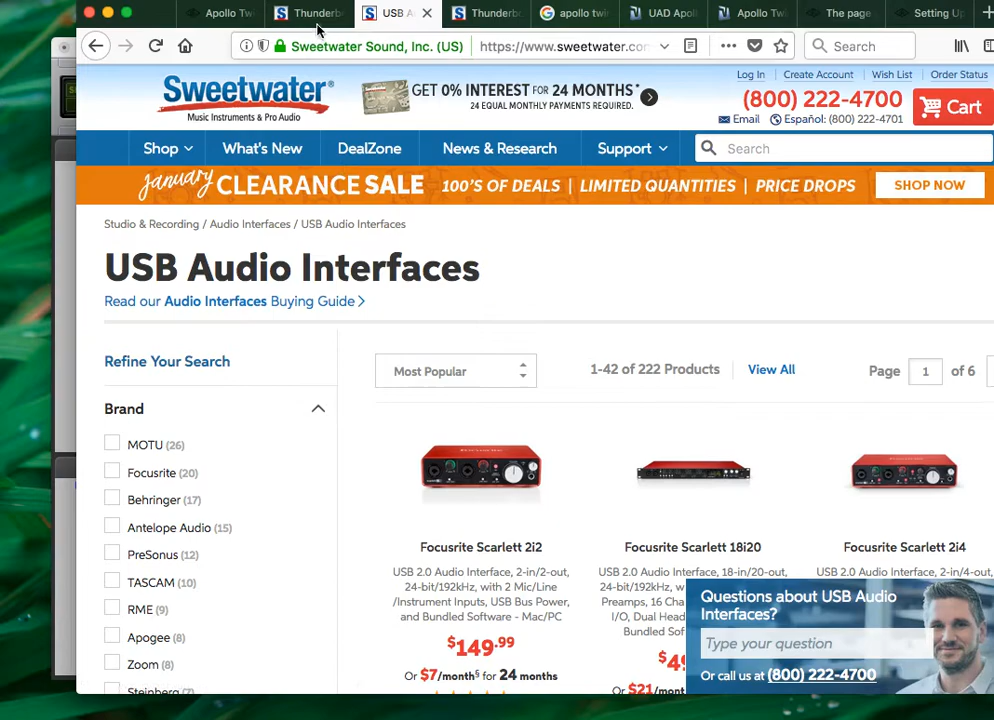 Apollo Tw
Thunderb
USB A
Thunderb
apollo twin
UAD Apoll
Apollo Tw
The page
Setting Up
Sweetwater Sound, Inc. (US)
https://www.sweetwater.co
Search
Sweetwater®
Music Instruments & Pro Audio
GET 0% INTEREST FOR 24 MONTHS*
24 EQUAL MONTHLY PAYMENTS REQUIRED.
Log In | Create Account | Wish List | Order Status
(800) 222-4700
Email Español: (800) 222-4701
Cart
Shop
What's New
DealZone
News & Research
Support
Search
january CLEARANCE SALE 100'S OF DEALS | LIMITED QUANTITIES | PRICE DROPS
SHOP NOW
Studio & Recording / Audio Interfaces / USB Audio Interfaces
USB Audio Interfaces
Read our Audio Interfaces Buying Guide
Refine Your Search
Most Popular
1-42 of 222 Products
View All
Page 1 of 6
Brand
MOTU (26)
Focusrite (20)
Behringer (17)
Antelope Audio (15)
PreSonus (12)
TASCAM (10)
RME (9)
Apogee (8)
Zoom (8)
Steinberg (7)
Focusrite Scarlett 2i2
USB 2.0 Audio Interface, 2-in/2-out,
24-bit/192kHz, with 2 Mic/Line
/Instrument Inputs, USB Bus Power,
and Bundled Software - Mac/PC
$149.99
Or $7/month§ for 24 months
Focusrite Scarlett 18i20
USB 2.0 Audio Interface, 18-in/20-out,
24-bit/192kHz, w
Preamps, 16 Cha
I/O, Dual Head
Bundled Sof
$4
Or $21/mont
Focusrite Scarlett 2i4
USB 2.0 Audio Interface, 2-in/4-out,
Questions about USB Audio
Interfaces?
Type your question
Or call us at (800) 222-4700